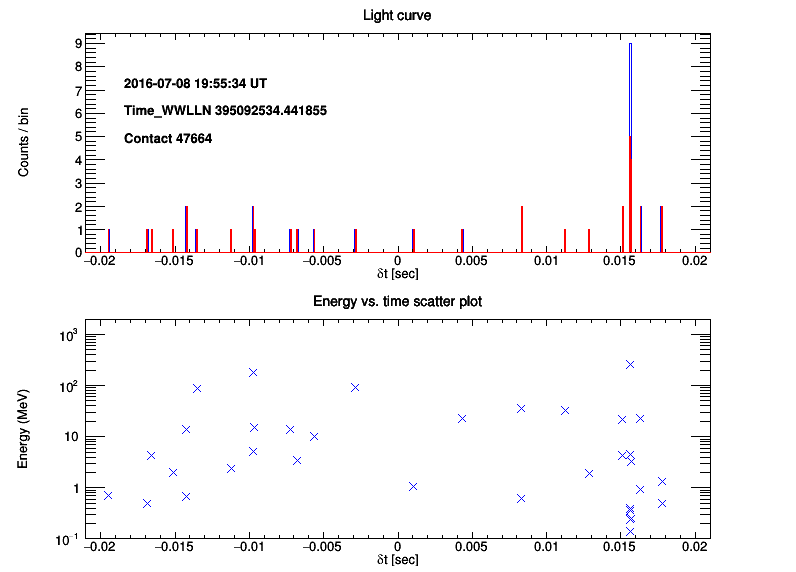 Light curve
Counts / bin
9
8
7
6
5
4
3
2
1
0
2016-07-08 19:55:34 UT
Time_WWLLN 395092534.441855
Contact 47664
−0.02 −0.015 −0.01 −0.005 0 0.005 0.01 0.015 0.02
δt [sec]
Energy vs. time scatter plot
Energy (MeV)
10³
10²
10
1
10⁻¹
−0.02 −0.015 −0.01 −0.005 0 0.005 0.01 0.015 0.02
δt [sec]